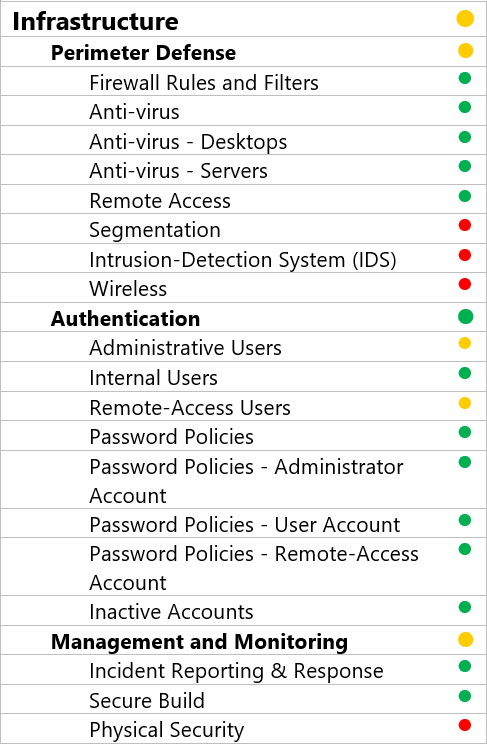 Infrastructure
Perimeter Defense
Firewall Rules and Filters
Anti-virus
Anti-virus - Desktops
Anti-virus - Servers
Remote Access
Segmentation
Intrusion-Detection System (IDS)
Wireless
Authentication
Administrative Users
Internal Users
Remote-Access Users
Password Policies
Password Policies - Administrator
Account
Password Policies - User Account
Password Policies - Remote-Access
Account
Inactive Accounts
Management and Monitoring
Incident Reporting & Response
Secure Build
Physical Security